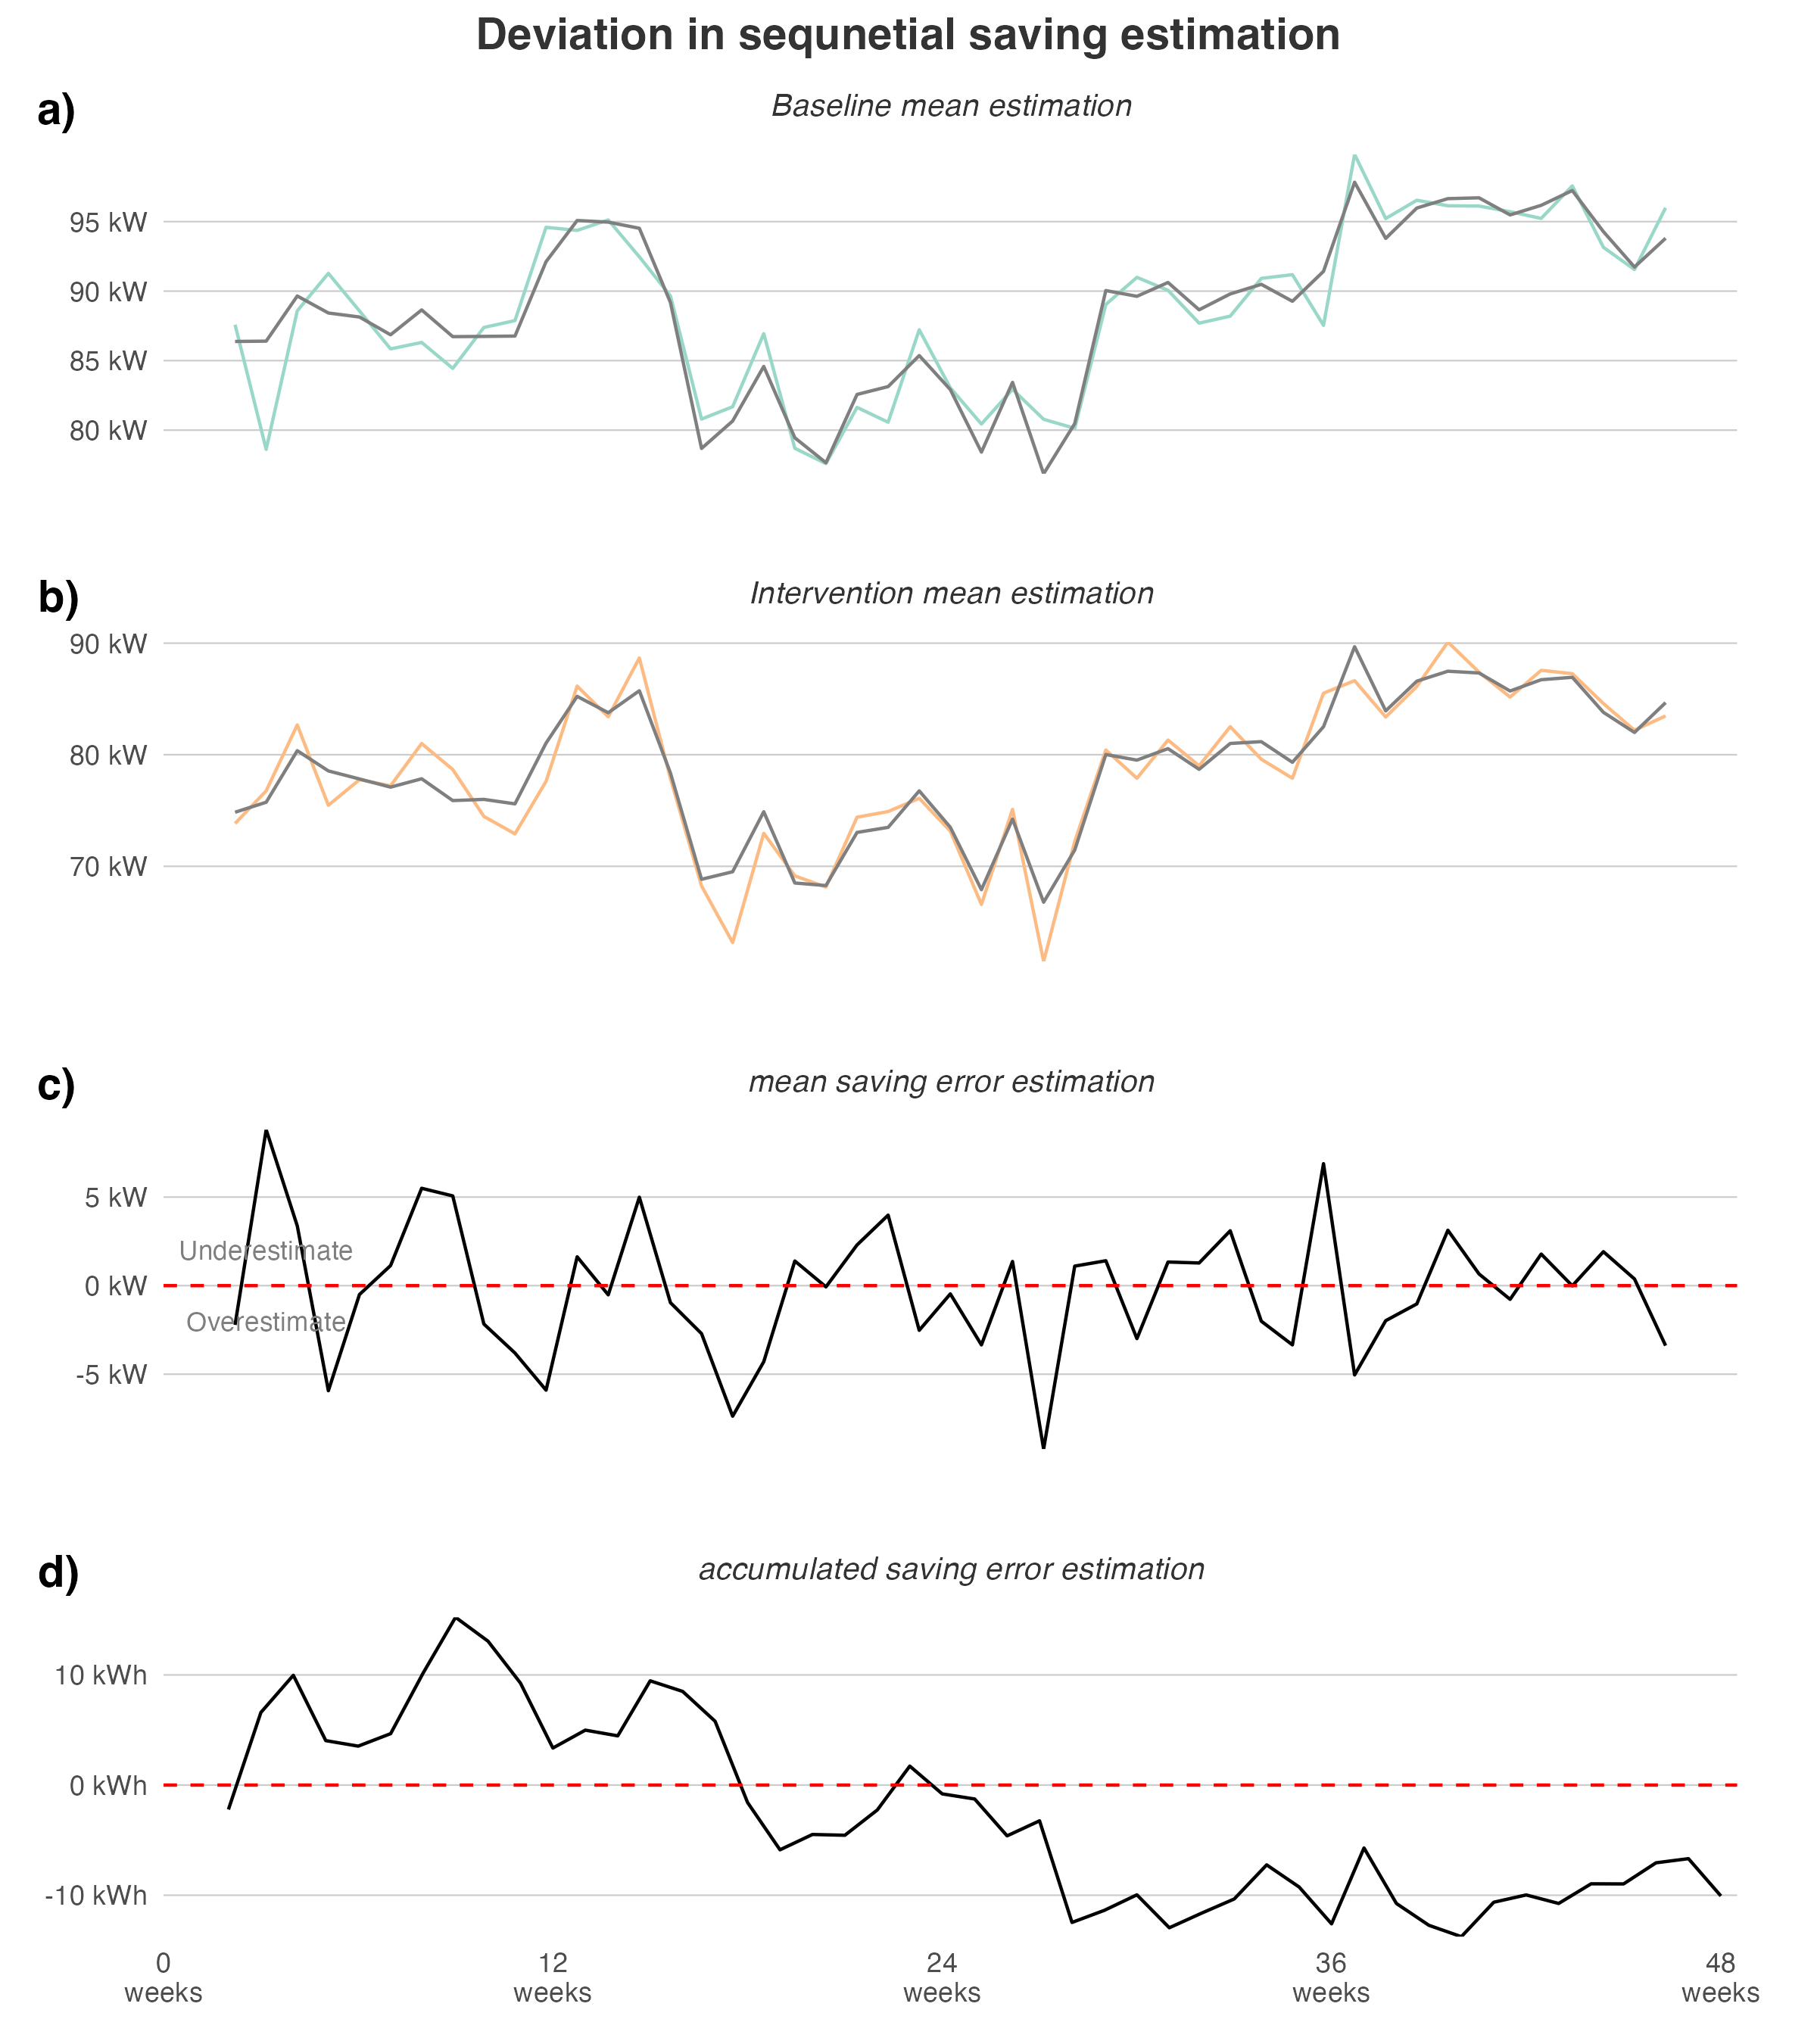 Deviation in sequnetial saving estimation
a)
Baseline mean estimation
95 kW
90 kW
85 kW
80 kW
b)
Intervention mean estimation
90 kW
80 kW
70 kW
c)
mean saving error estimation
5 kW
Underestimate
0 kW
Overestimate
-5 kW
d)
accumulated saving error estimation
10 kWh
0 kWh
-10 kWh
0 12 24 36 48
weeks weeks weeks weeks weeks